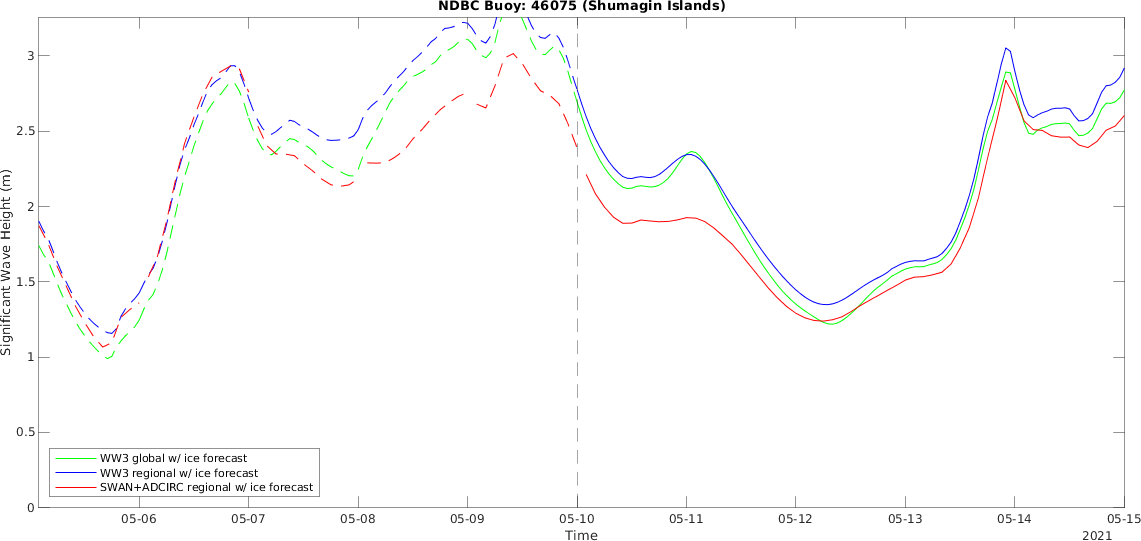 NDBC Buoy: 46075 (Shumagin Islands)
3
2.5
2
1.5
1
0.5
0
Significant Wave Height (m)
WW3 global w/ ice forecast
WW3 regional w/ ice forecast
SWAN+ADCIRC regional w/ ice forecast
05-06 05-07 05-08 05-09 05-10 05-11 05-12 05-13 05-14 05-15
Time
2021